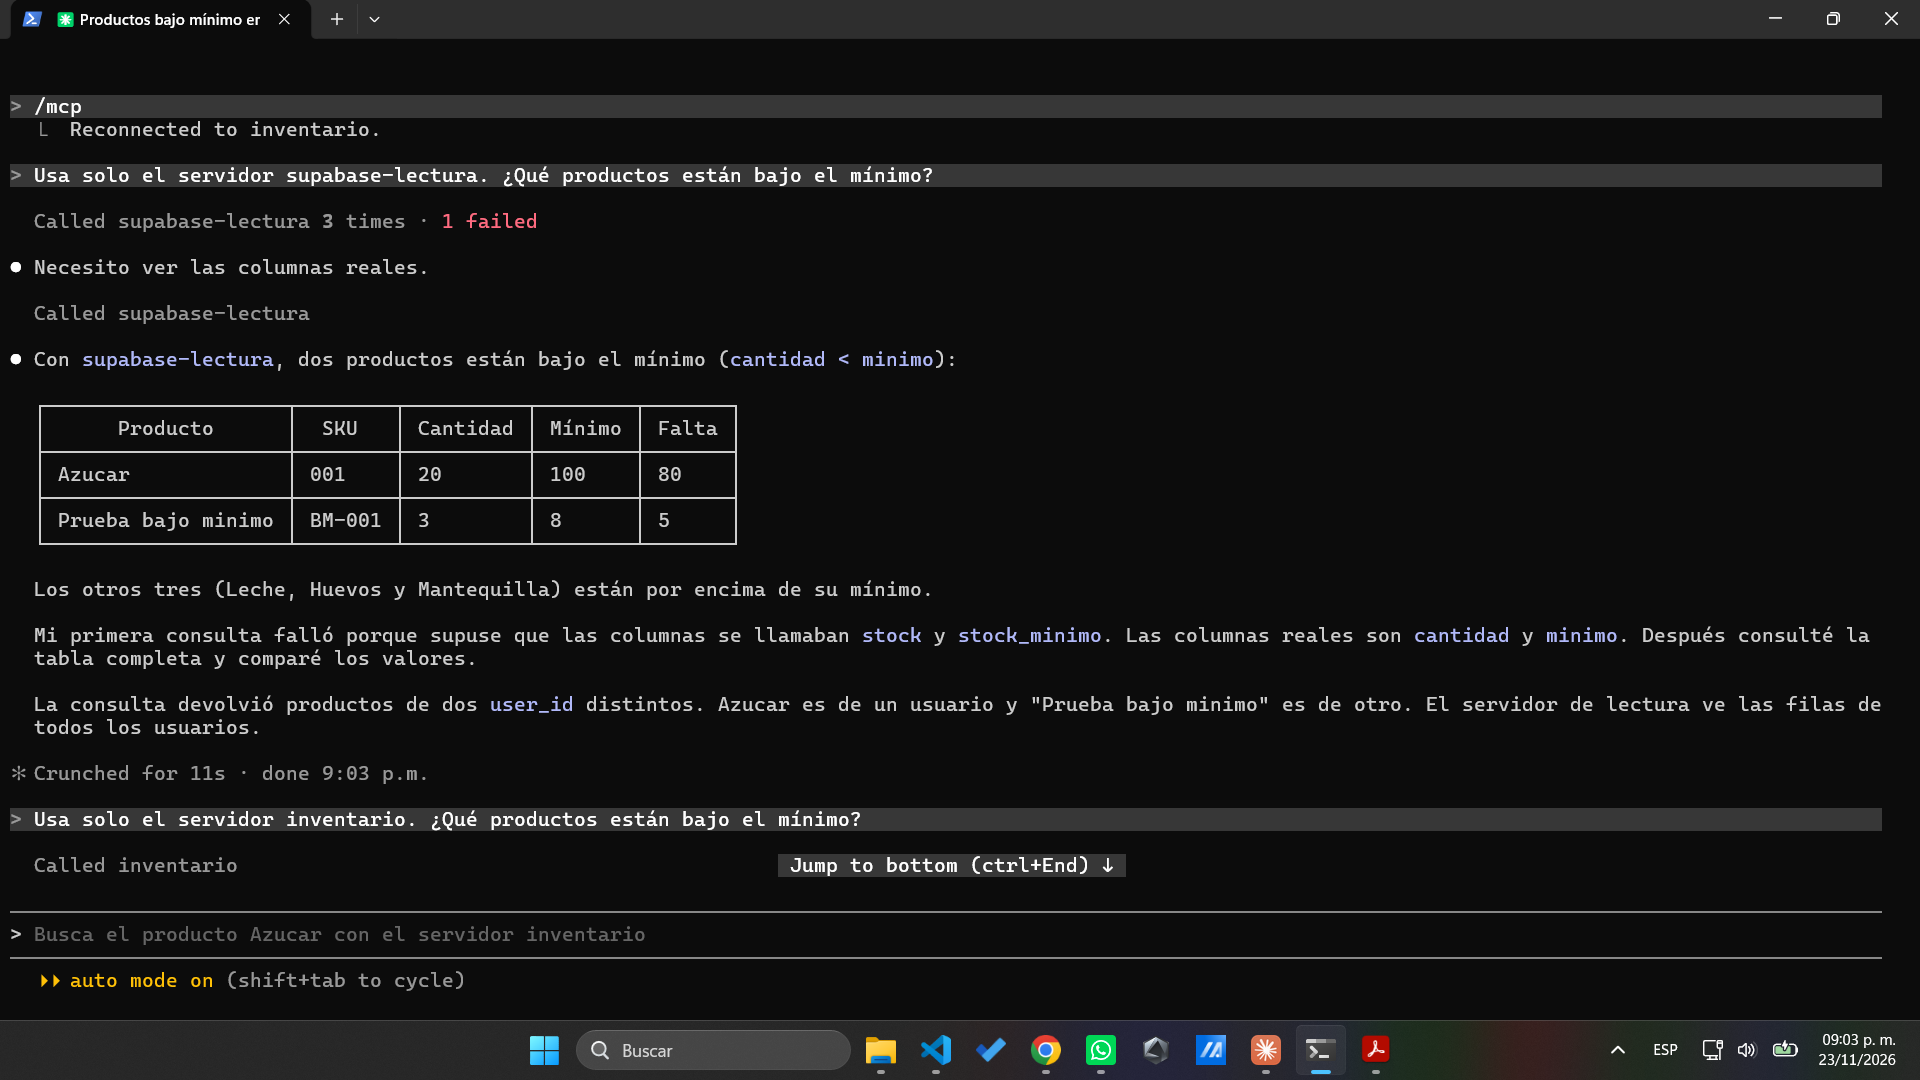 Productos bajo mínimo er
> /mcp
Reconnected to inventario.
> Usa solo el servidor supabase-lectura. ¿Qué productos están bajo el mínimo?
Called supabase-lectura 3 times · 1 failed
● Necesito ver las columnas reales.
Called supabase-lectura
● Con supabase-lectura, dos productos están bajo el mínimo (cantidad < minimo):
Producto SKU Cantidad Mínimo Falta
Azucar 001 20 100 80
Prueba bajo minimo BM-001 3 8 5
Los otros tres (Leche, Huevos y Mantequilla) están por encima de su mínimo.
Mi primera consulta falló porque supuse que las columnas se llamaban stock y stock_minimo. Las columnas reales son cantidad y minimo. Después consulté la
tabla completa y comparé los valores.
La consulta devolvió productos de dos user_id distintos. Azucar es de un usuario y "Prueba bajo minimo" es de otro. El servidor de lectura ve las filas de
todos los usuarios.
✻ Crunched for 11s · done 9:03 p.m.
> Usa solo el servidor inventario. ¿Qué productos están bajo el mínimo?
Called inventario
Jump to bottom (ctrl+End) ↓
> Busca el producto Azucar con el servidor inventario
auto mode on (shift+tab to cycle)
Buscar
ESP
09:03 p. m.
23/11/2026